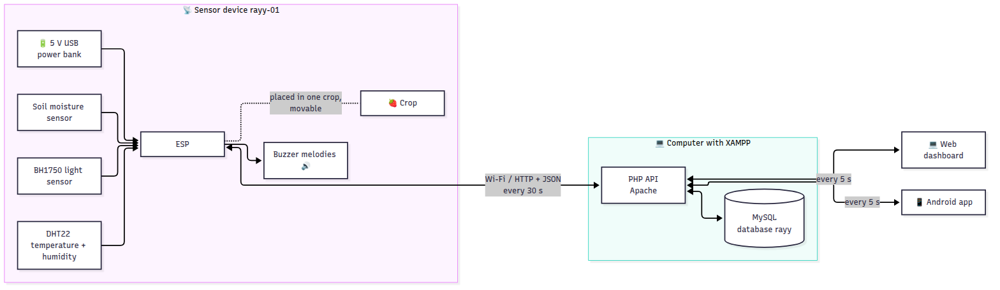 📡 Sensor device rayy-01
🔋 5 V USB
power bank
Soil moisture
sensor
BH1750 light
sensor
DHT22
temperature +
humidity
ESP
placed in one crop,
movable
🍓 Crop
Buzzer melodies
🔊
Wi-Fi / HTTP + JSON
every 30 s
💻 Computer with XAMPP
PHP API
Apache
MySQL
database rayy
every 5 s
every 5 s
💻 Web
dashboard
📱 Android app